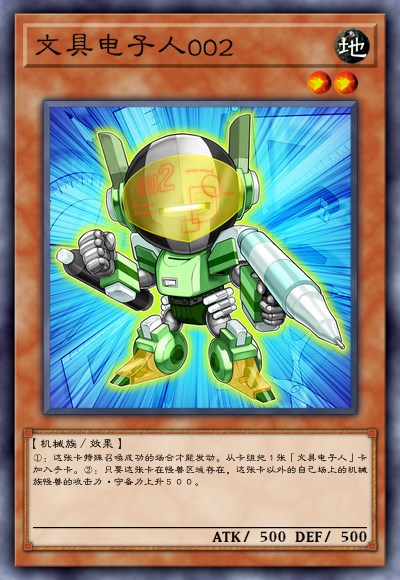 文具电子人002
地
002
【机械族／效果】
①：这张卡特殊召唤成功的场合才能发动。从卡组把1张「文具电子人」卡
加入手卡。②：只要这张卡在怪兽区域存在，这张卡以外的自己场上的机械
族怪兽的攻击力·守备力上升５００。
ATK/ 500 DEF/ 500